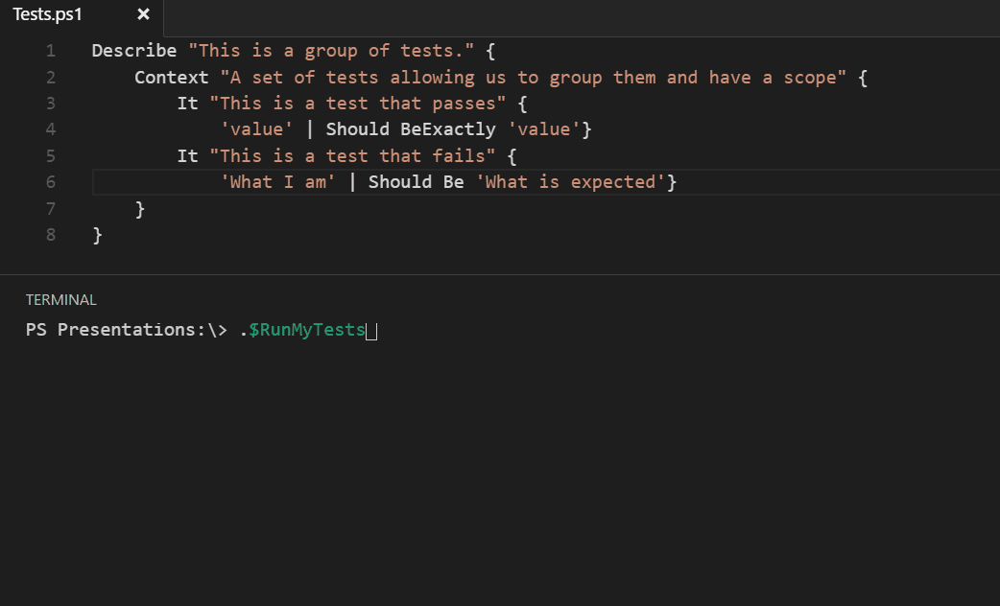 Tests.ps1 ×
1 Describe "This is a group of tests." {
2 Context "A set of tests allowing us to group them and have a scope" {
3 It "This is a test that passes" {
4 'value' | Should BeExactly 'value'}
5 It "This is a test that fails" {
6 'What I am' | Should Be 'What is expected'}
7 }
8 }
TERMINAL
PS Presentations:\> .$RunMyTests